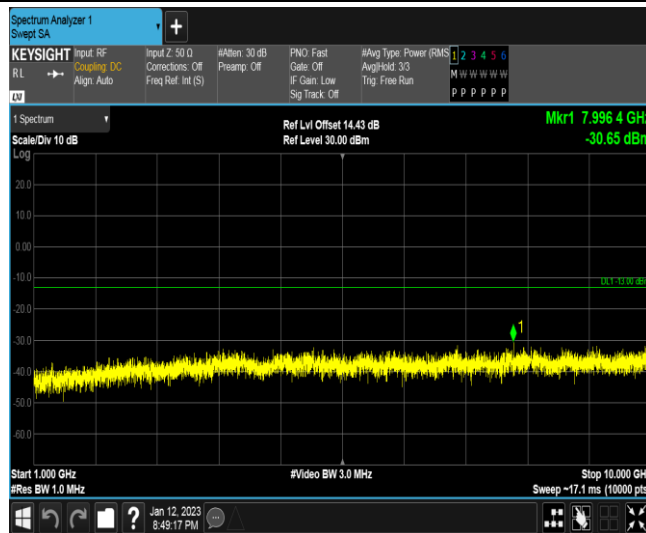 Spectrum Analyzer 1
Swept SA
KEYSIGHT
RL
LXI
Input: RF
Coupling: DC
Align: Auto
Input Z: 50 Ω
Corrections: Off
Freq Ref: Int (S)
#Atten: 30 dB
Preamp: Off
PNO: Fast
Gate: Off
IF Gain: Low
Sig Track: Off
#Avg Type: Power (RMS
Avg|Hold: 3/3
Trig: Free Run
1 2 3 4 5 6
M W W W W W
P P P P P P
1 Spectrum
Scale/Div 10 dB
Log
Ref Lvl Offset 14.43 dB
Ref Level 30.00 dBm
Mkr1 7.996 4 GHz
-30.65 dBm
20.0
10.0
0.00
-10.0
DL1 -13.00 dBm
-20.0
-30.0
1
-40.0
-50.0
-60.0
Start 1.000 GHz
#Res BW 1.0 MHz
#Video BW 3.0 MHz
Stop 10.000 GHz
Sweep ~17.1 ms (10000 pts)
?
Jan 12, 2023
8:49:17 PM